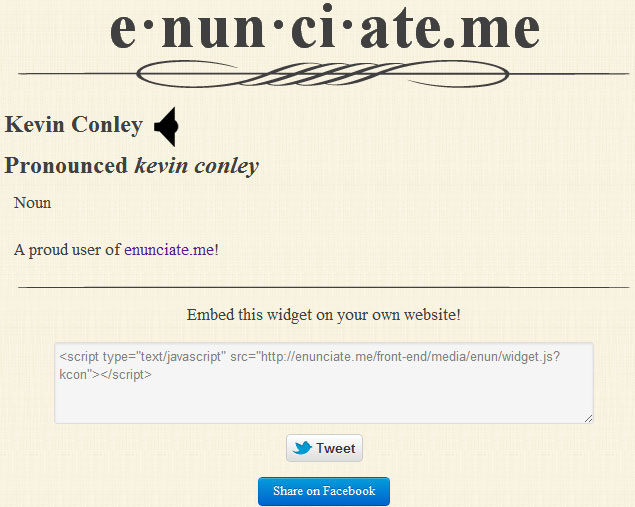 e·nun·ci·ate.me
Kevin Conley
Pronounced kevin conley
Noun
A proud user of enunciate.me!
Embed this widget on your own website!
<script type="text/javascript" src="http://enunciate.me/front-end/media/enun/widget.js?
kcon"></script>
Tweet
Share on Facebook